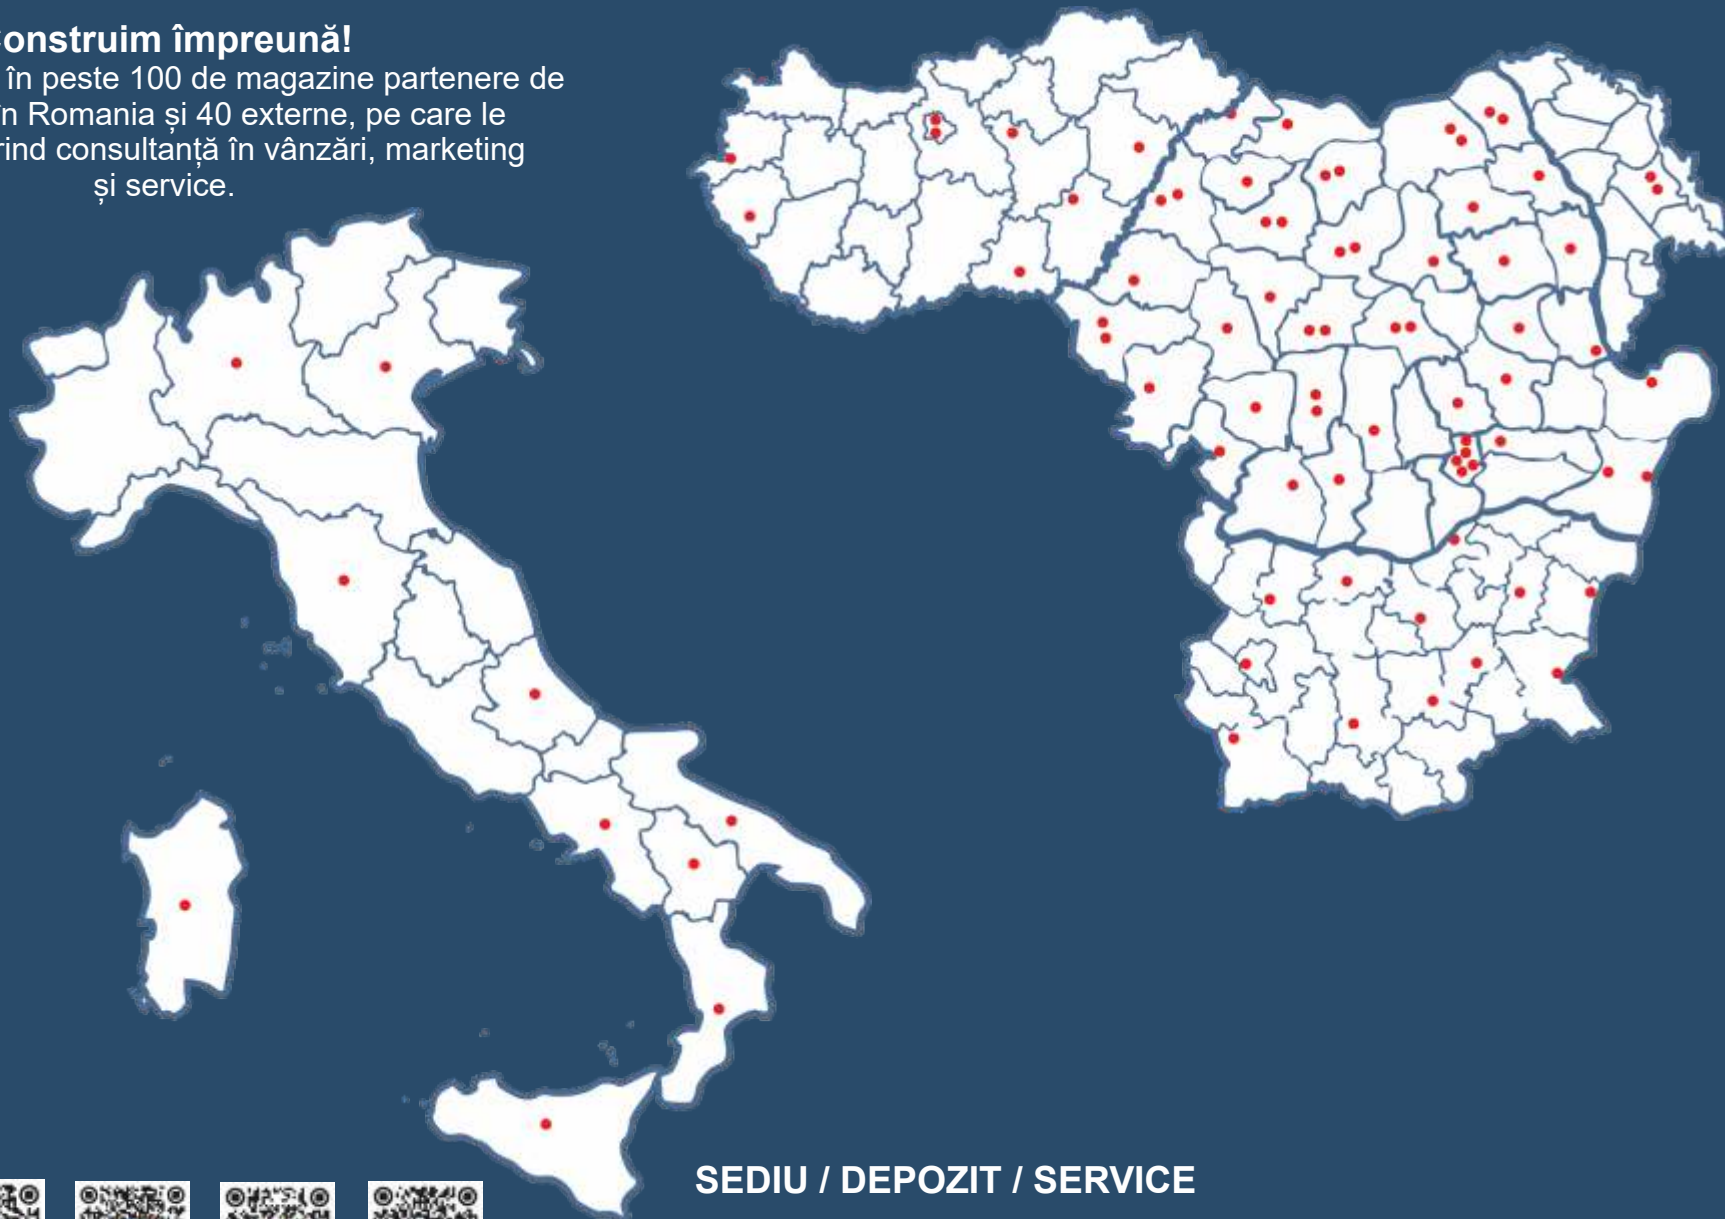 onstruim împreună!
în peste 100 de magazine partenere de
n Romania și 40 externe, pe care le
rind consultanță în vânzări, marketing
și service.
SEDIU / DEPOZIT / SERVICE